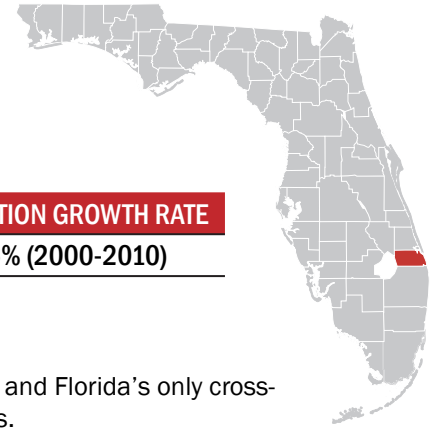 TION GROWTH RATE
% (2000-2010)
and Florida's only cross-
s.